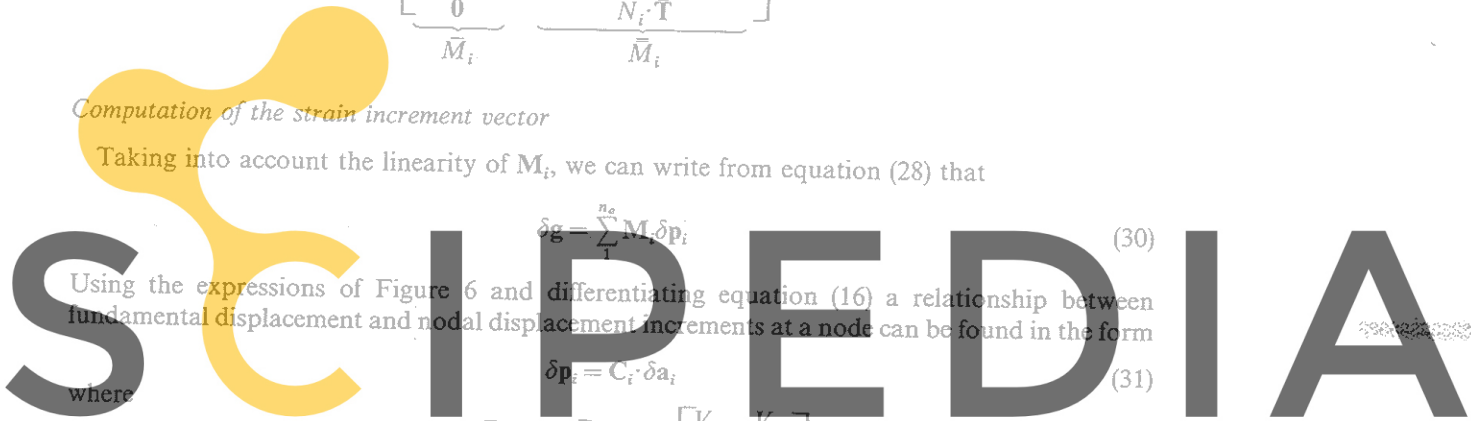 0 N_i·T̄
M̄_i M̿_i
Computation of the strain increment vector
Taking into account the linearity of M_i, we can write from equation (28) that
δg = ∑_1^{n_e} M_i δp_i (30)
Using the expressions of Figure 6 and differentiating equation (16) a relationship between
fundamental displacement and nodal displacement increments at a node can be found in the form
δp_i = C_i·δa_i (31)
where
SCIPEDIA